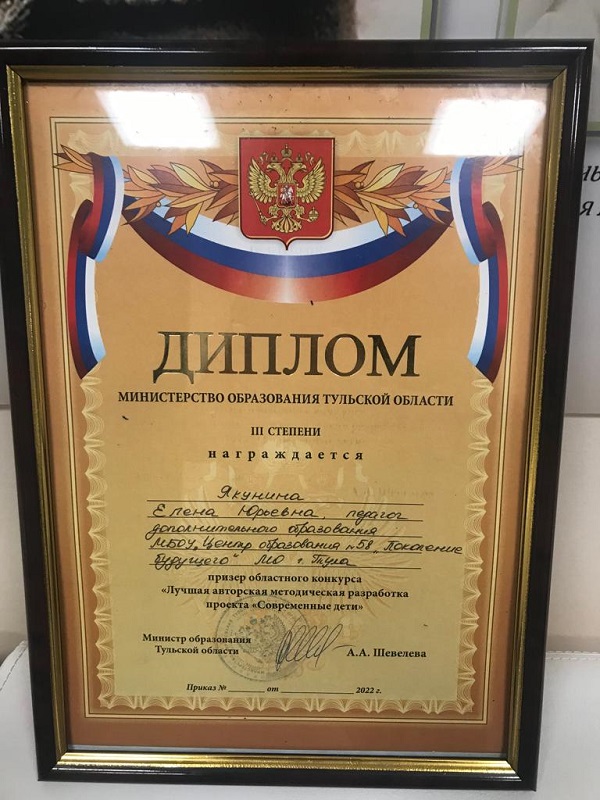 ДИПЛОМ
МИНИСТЕРСТВО ОБРАЗОВАНИЯ ТУЛЬСКОЙ ОБЛАСТИ
III СТЕПЕНИ
награждается
Якунина
Елена Юрьевна, педагог
дополнительного образования
МБОУ „Центр образования №58 „Поколение
будущего" МО г. Тула
призер областного конкурса
«Лучшая авторская методическая разработка
проекта «Современные дети»
Министр образования
Тульской области
А.А. Шевелева
Приказ № ________ от ________________ 2022 г.